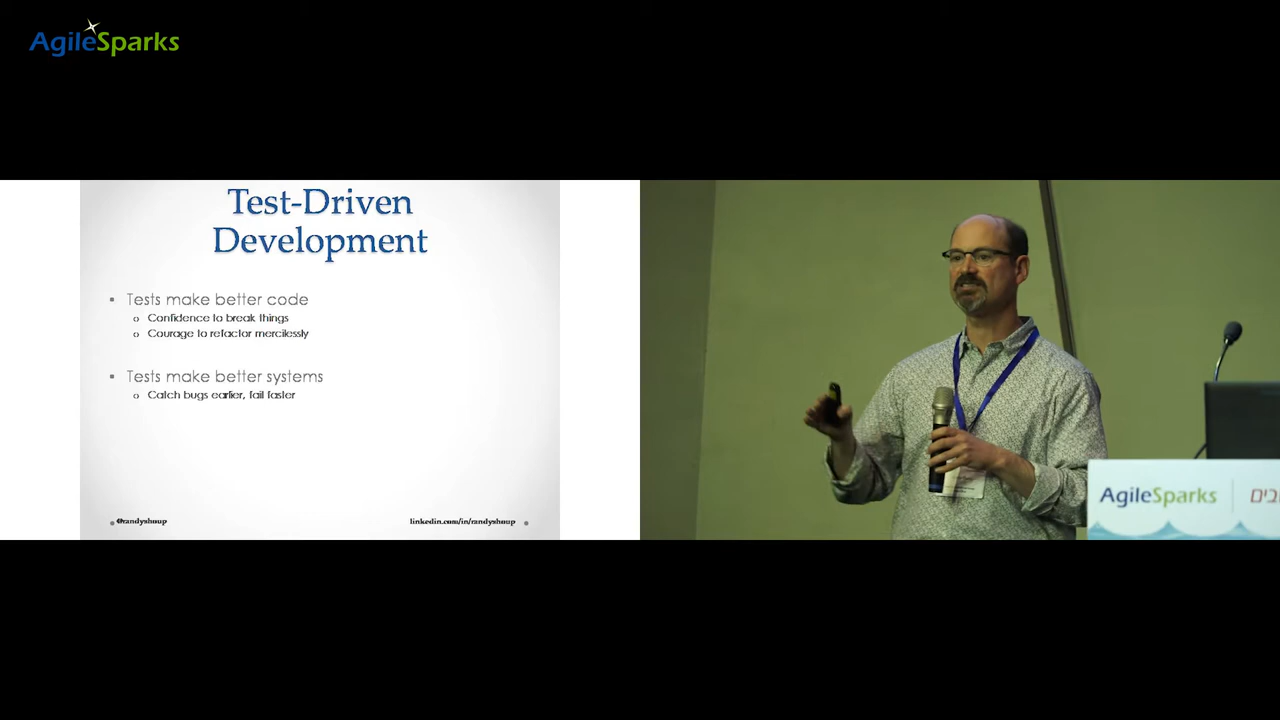 AgileSparks
Test-Driven
Development
Tests make better code
Confidence to break things
Courage to refactor mercilessly
Tests make better systems
Catch bugs earlier, fail faster
@randyshoup
linkedin.com/in/randyshoup
AgileSparks